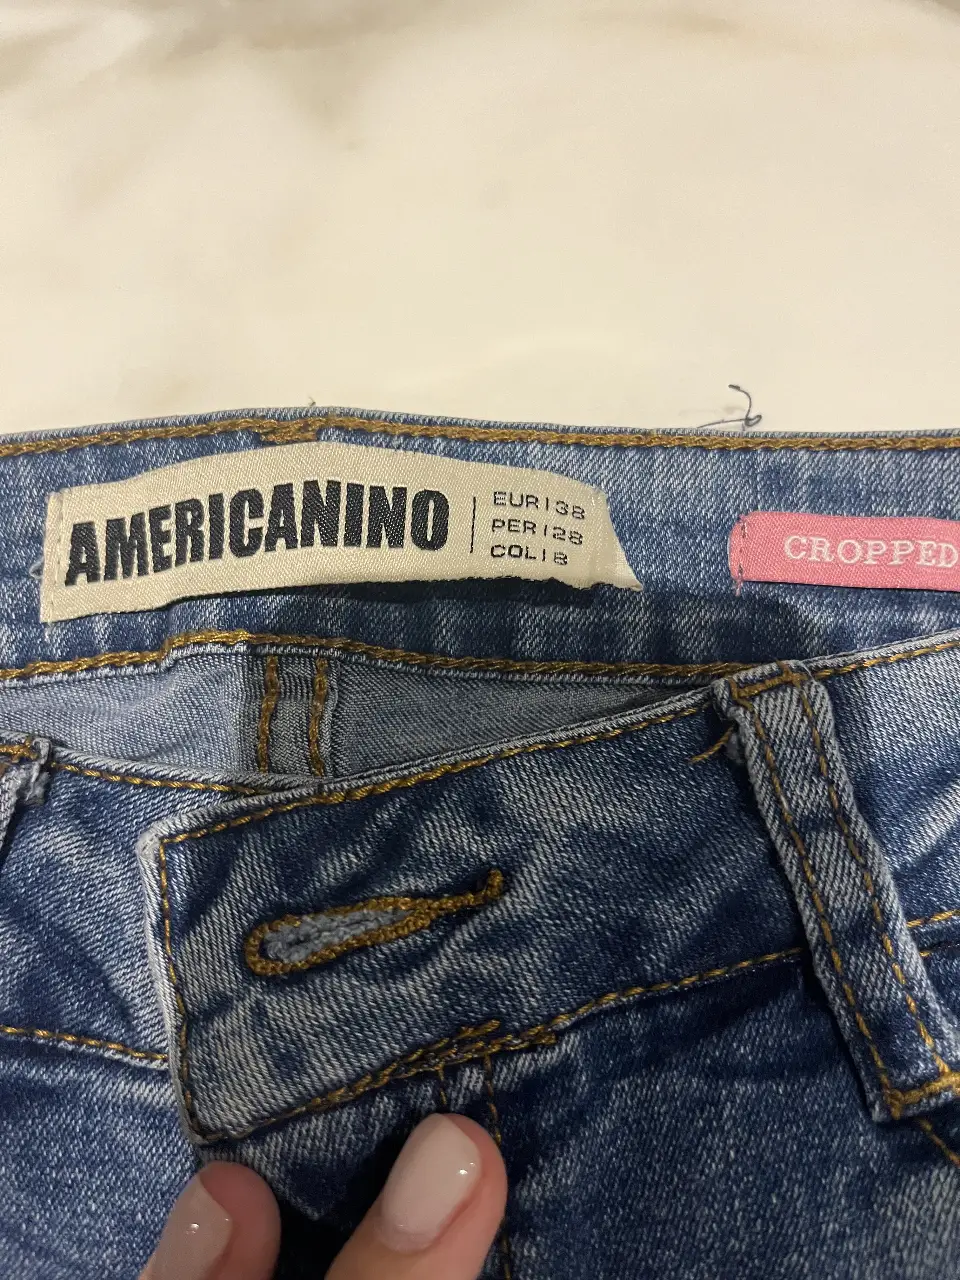 AMERICANINO
EUR|38
PER|28
COL|8
CROPPED